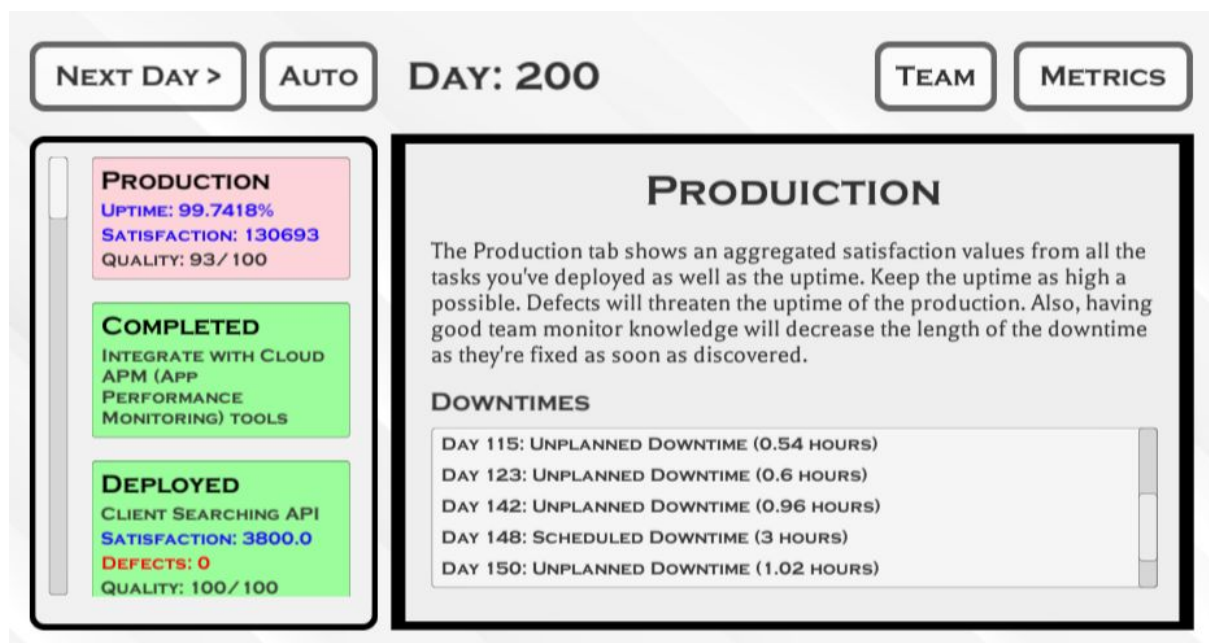 Next Day >
Auto
Day: 200
Team
Metrics
Production
Uptime: 99.7418%
Satisfaction: 130693
Quality: 93/100
Completed
Integrate with Cloud
APM (App
Performance
Monitoring) tools
Deployed
Client Searching API
Satisfaction: 3800.0
Defects: 0
Quality: 100/100
Produiction
The Production tab shows an aggregated satisfaction values from all the
tasks you've deployed as well as the uptime. Keep the uptime as high a
possible. Defects will threaten the uptime of the production. Also, having
good team monitor knowledge will decrease the length of the downtime
as they're fixed as soon as discovered.
Downtimes
Day 115: Unplanned Downtime (0.54 hours)
Day 123: Unplanned Downtime (0.6 hours)
Day 142: Unplanned Downtime (0.96 hours)
Day 148: Scheduled Downtime (3 hours)
Day 150: Unplanned Downtime (1.02 hours)